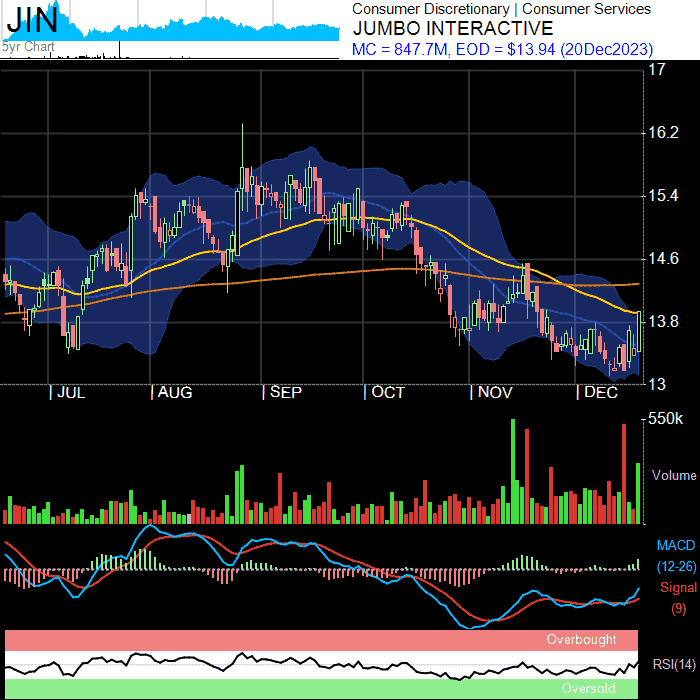 JIN
5yr Chart
Consumer Discretionary | Consumer Services
JUMBO INTERACTIVE
MC = 847.7M, EOD = $13.94 (20Dec2023)
17
16.2
15.4
14.6
13.8
13
| JUL | AUG | SEP | OCT | NOV | DEC
550k
Volume
MACD
(12-26)
Signal
(9)
Overbought
RSI(14)
Oversold